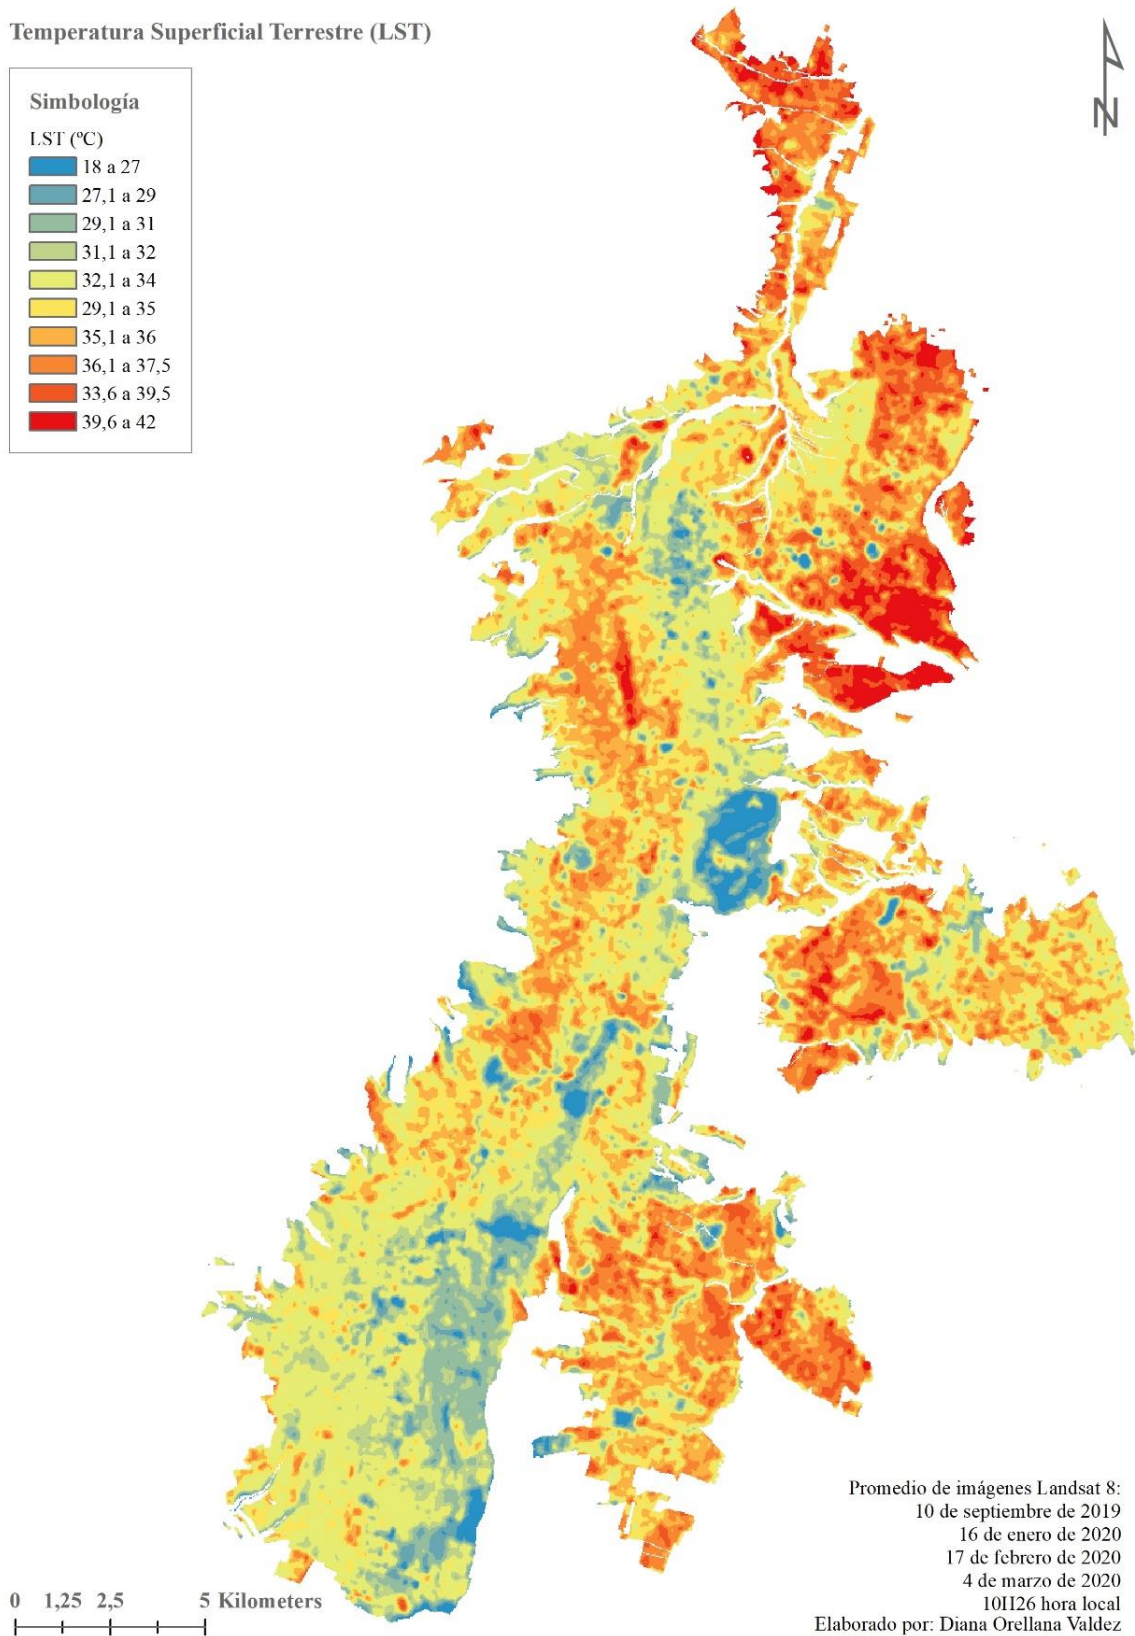 Temperatura Superficial Terrestre (LST)
N
Simbología
LST (ºC)
18 a 27
27,1 a 29
29,1 a 31
31,1 a 32
32,1 a 34
29,1 a 35
35,1 a 36
36,1 a 37,5
33,6 a 39,5
39,6 a 42
Promedio de imágenes Landsat 8:
10 de septiembre de 2019
16 de enero de 2020
17 de febrero de 2020
4 de marzo de 2020
10H26 hora local
Elaborado por: Diana Orellana Valdez
0 1,25 2,5 5 Kilometers